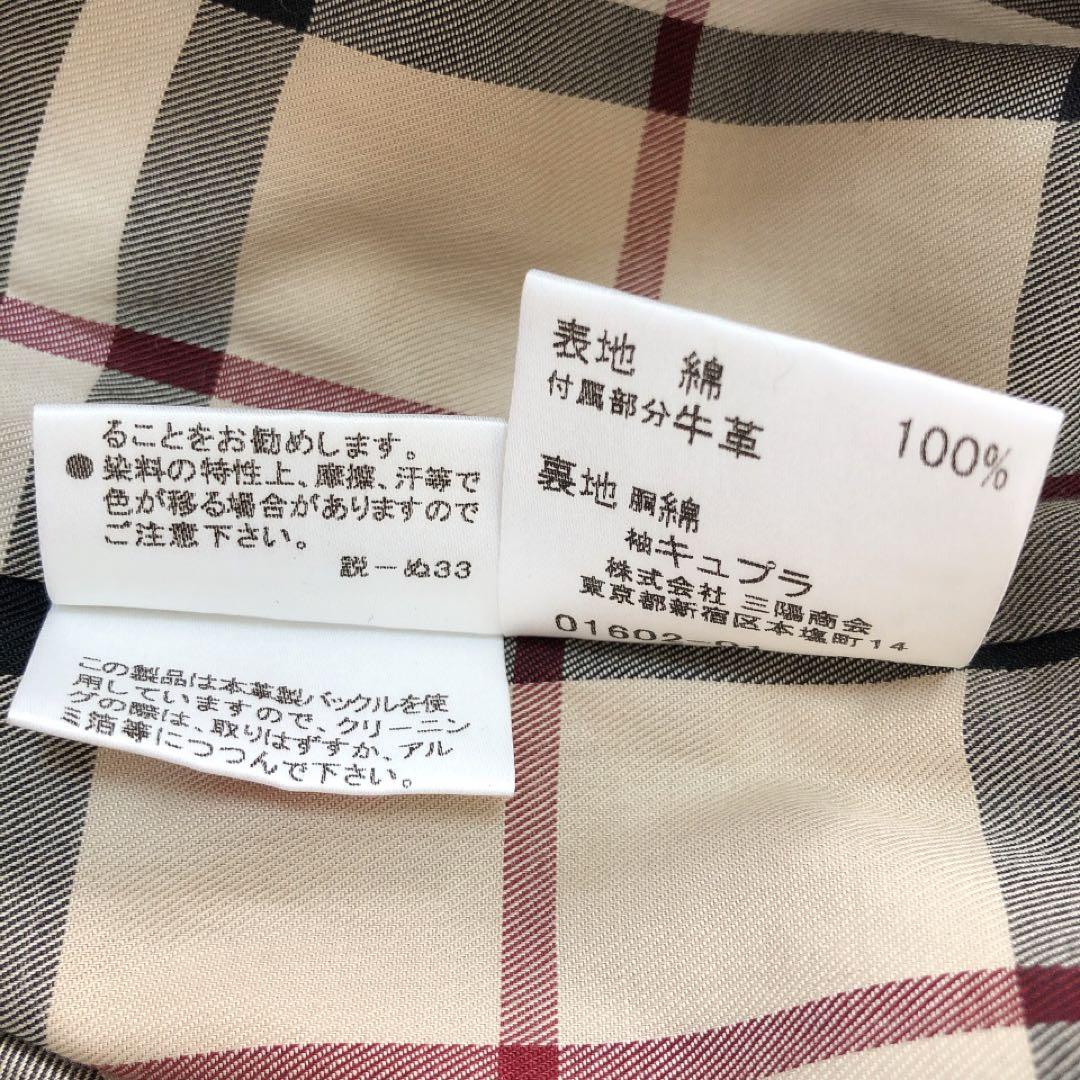 ることをお勧めします。
●染料の特性上、摩擦、汗等で
色が移る場合がありますので
ご注意下さい。
説－ぬ33
この製品は本革製バックルを使
用していますので、クリーニン
グの際は、取りはずすか、アル
ミ箔等につつんで下さい。
表地 綿 100%
付属部分牛革
裏地 胴綿
袖キュプラ
株式会社 三陽商会
東京都新宿区本塩町14
01602-